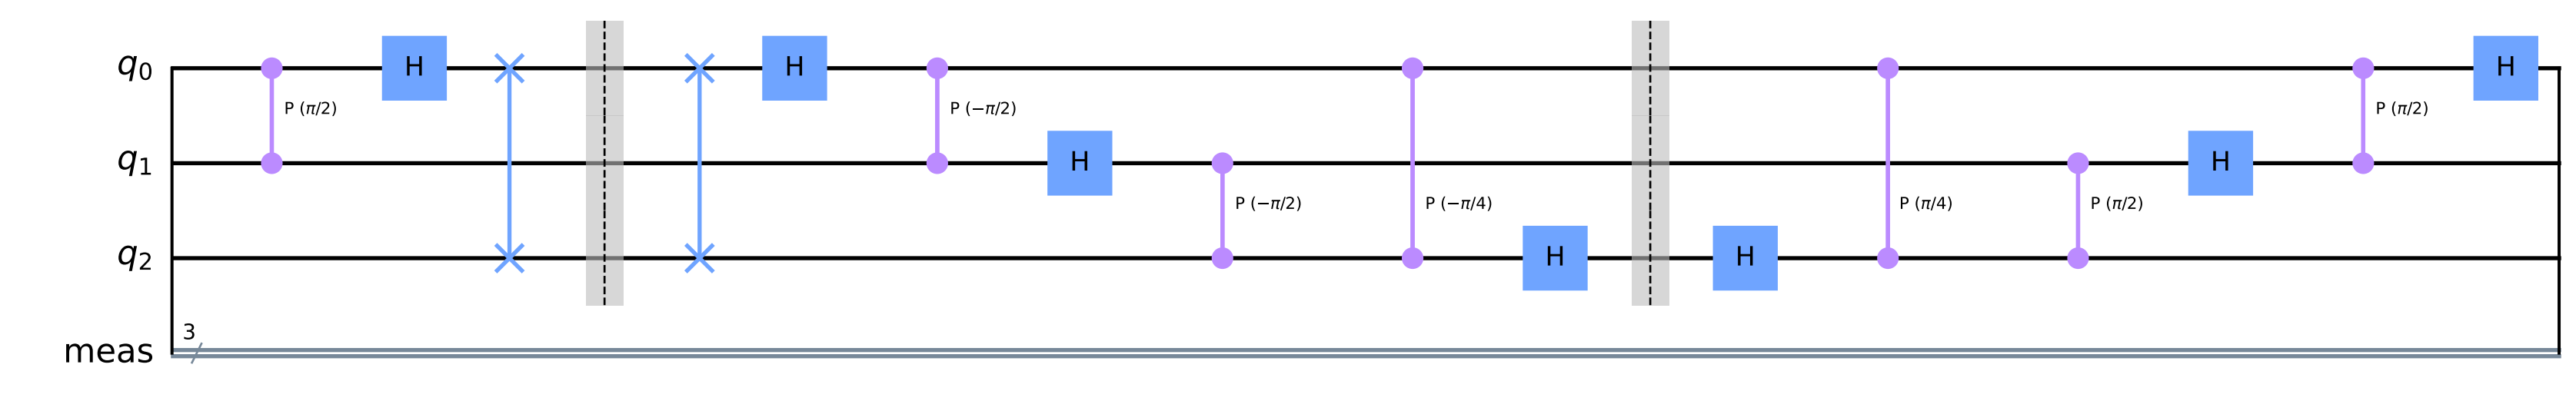 q0 H H H
P (π/2) P (−π/2) P (π/2)
q1 H H
P (−π/2) P (−π/4) P (π/4) P (π/2)
q2 H H
3
meas